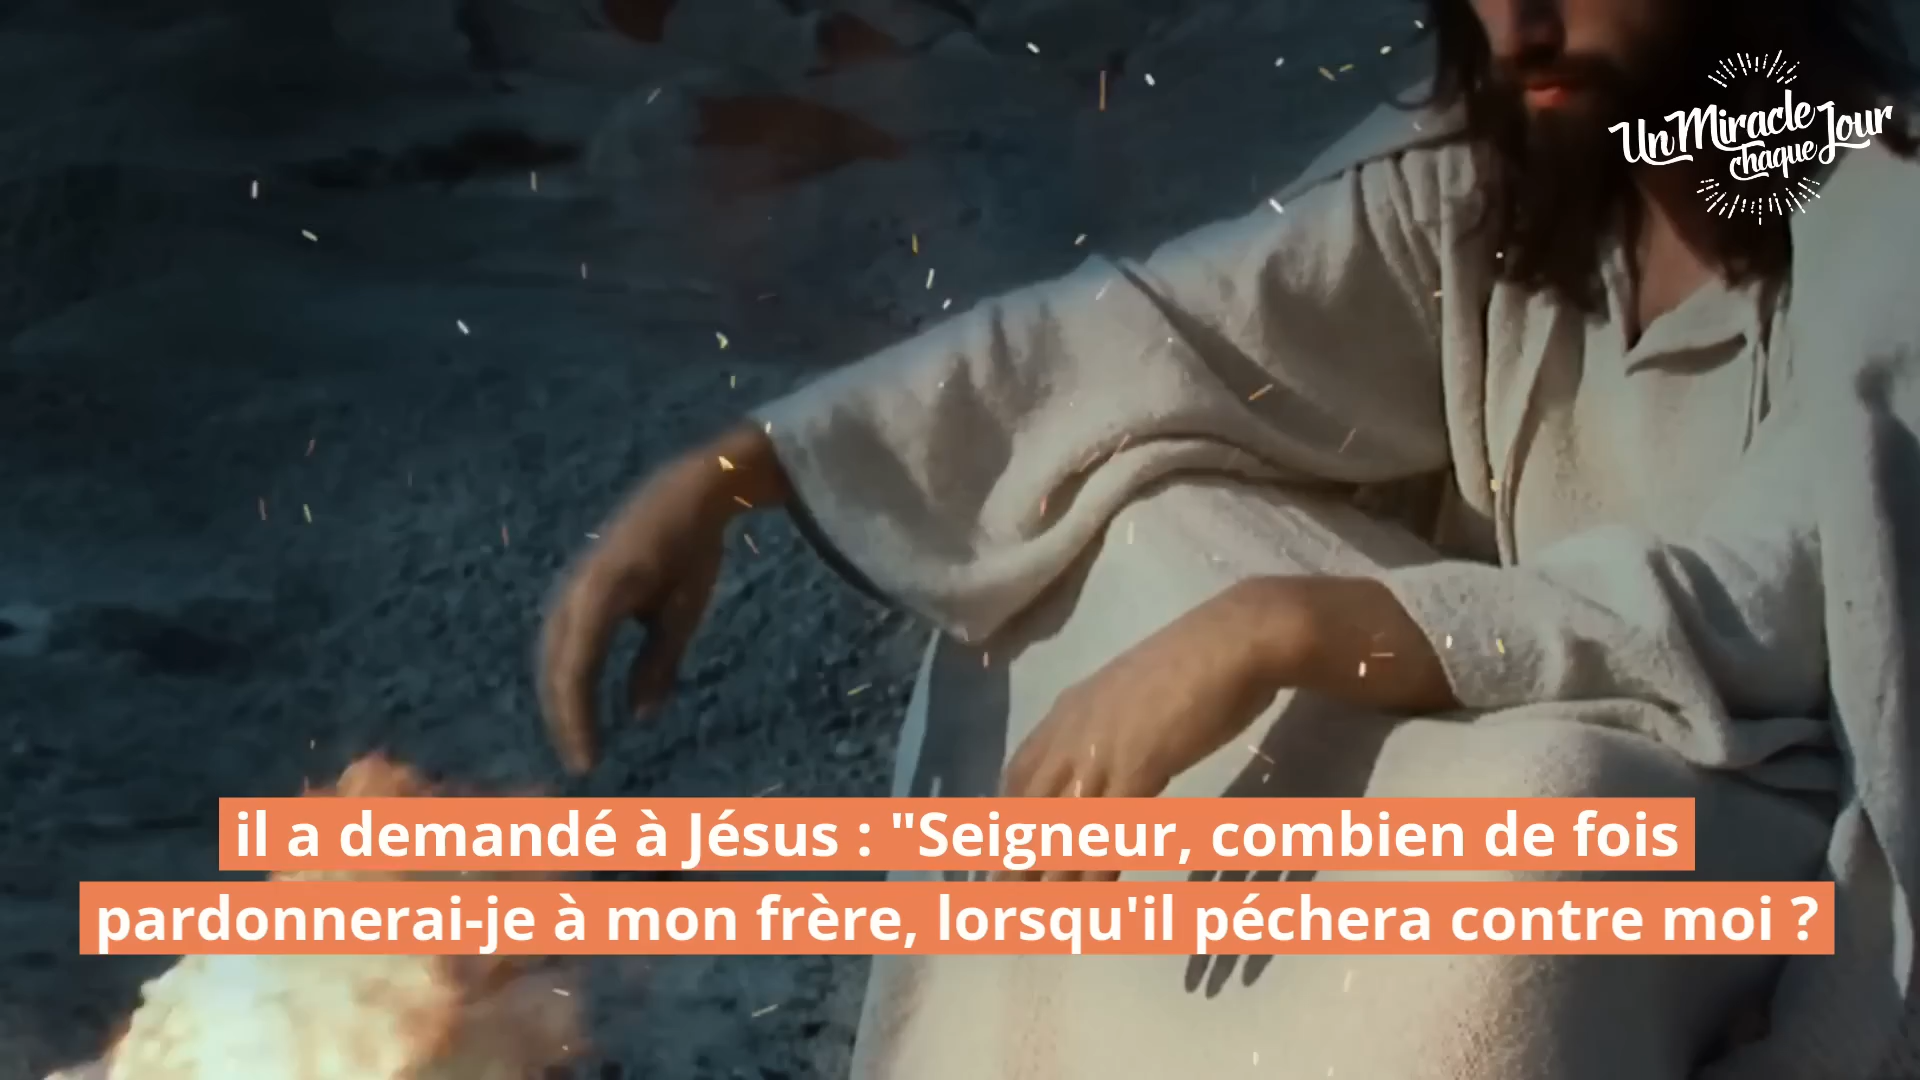 Un Miracle
chaque Jour
il a demandé à Jésus : "Seigneur, combien de fois
pardonnerai-je à mon frère, lorsqu'il péchera contre moi ?